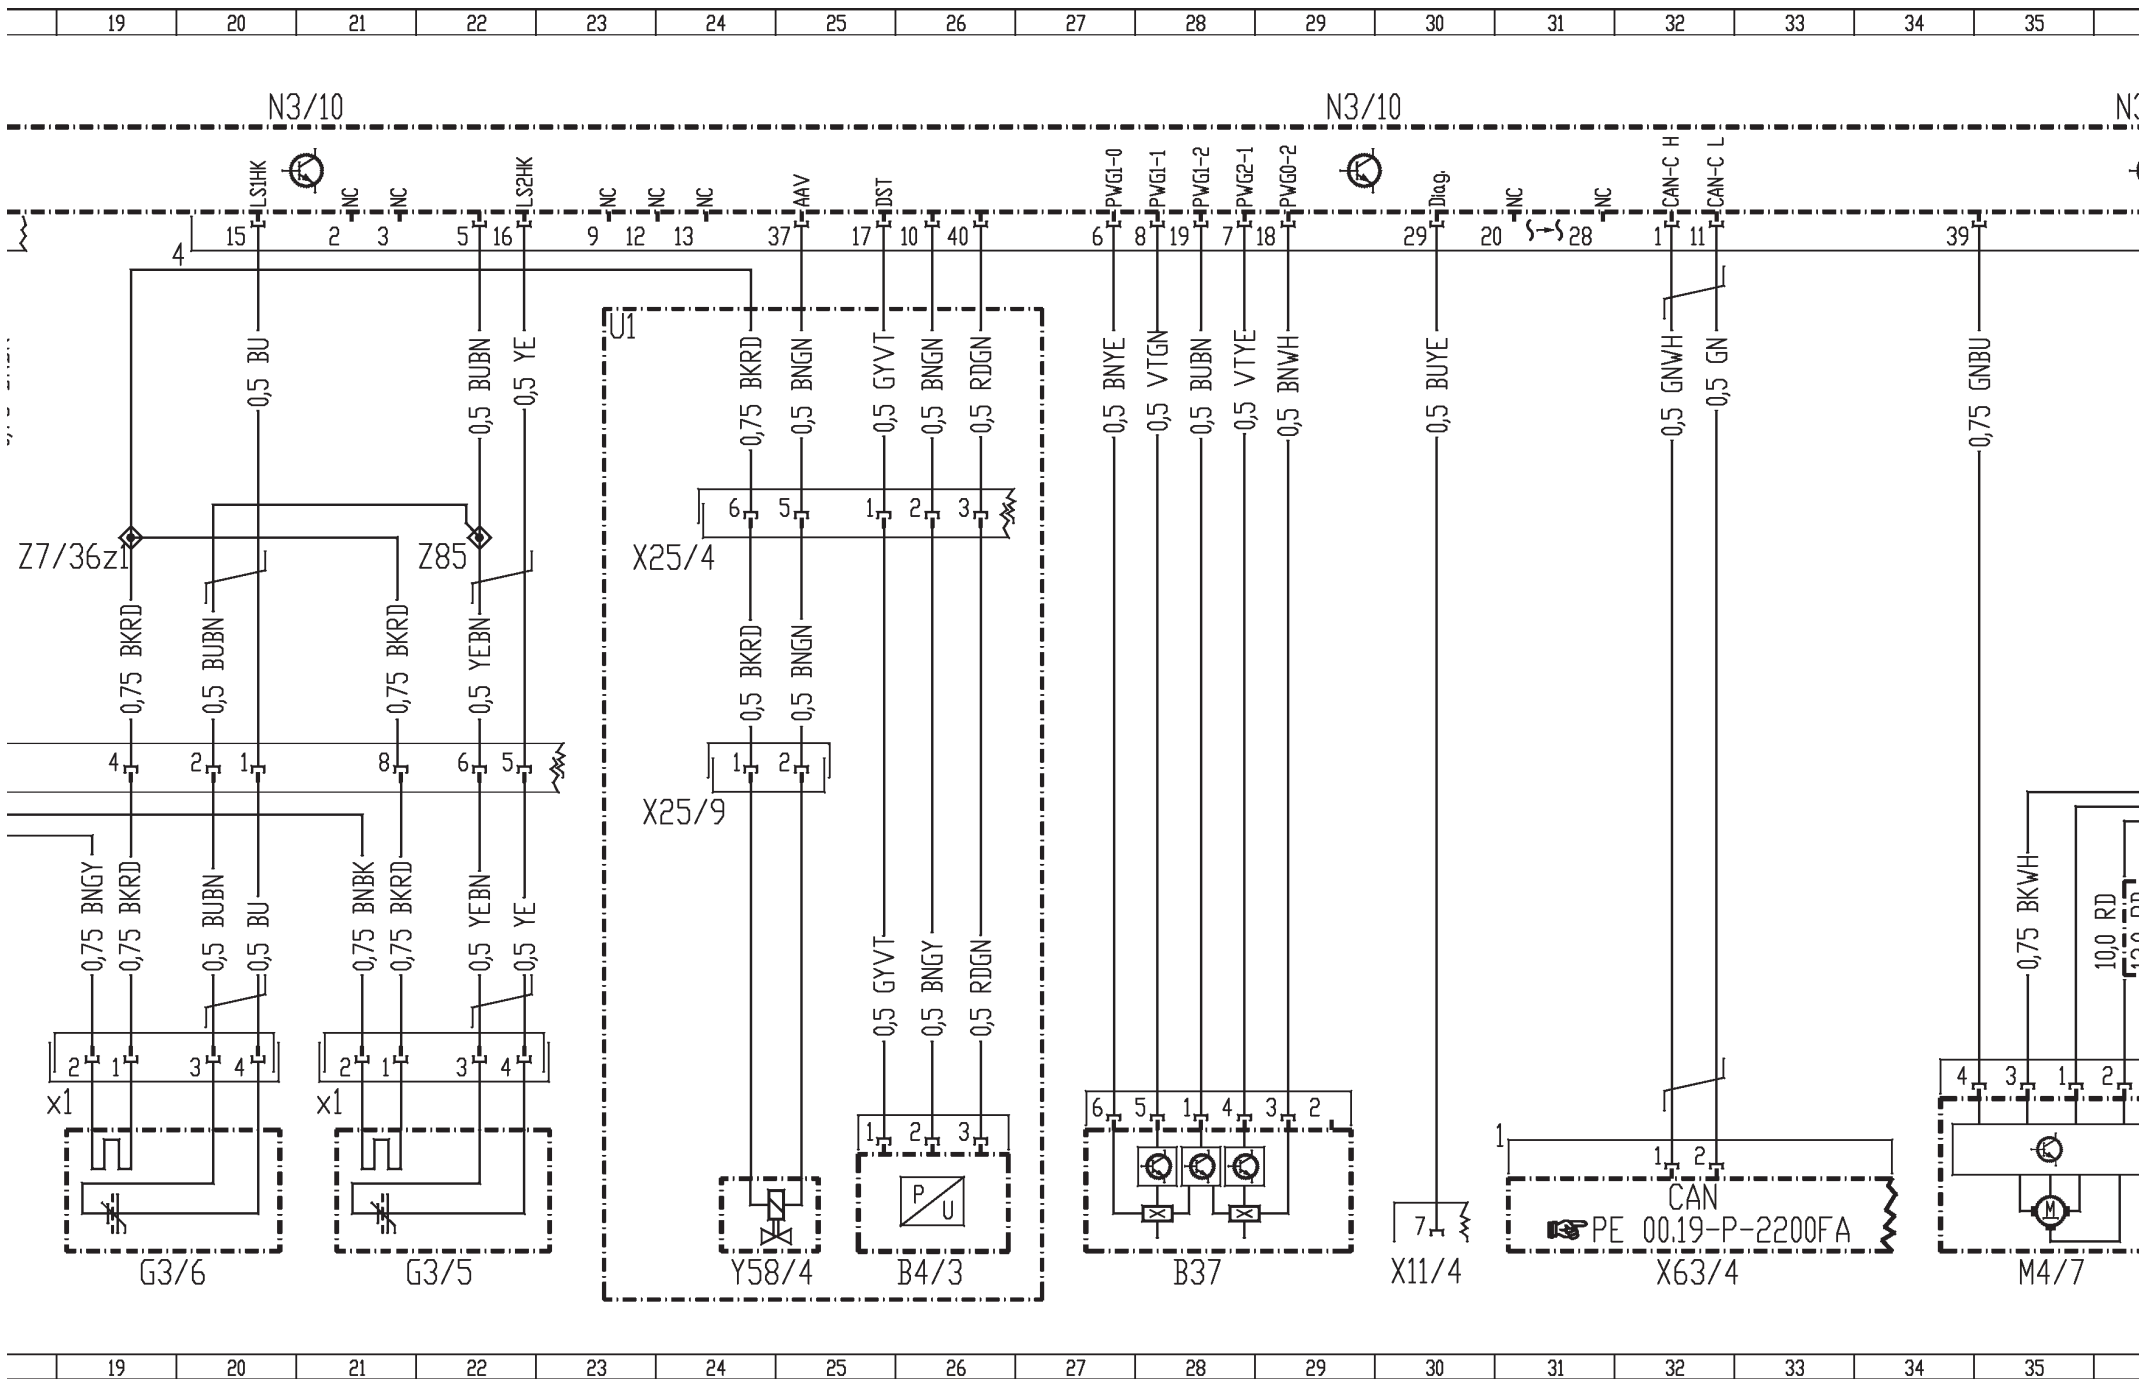 19 20 21 22 23 24 25 26 27 28 29 30 31 32 33 34 35
N3/10 N3/10
LS1HK NC NC LS2HK NC NC NC AAV DST PWG1-0 PWG1-1 PWG1-2 PWG2-1 PWG0-2 Diag. NC NC CAN-C H CAN-C L
15 2 3 5 16 9 12 13 37 17 10 40 6 8 19 7 18 29 20 28 1 11 39
4
U1
0,5 BU
0,5 BUBN
0,5 YE
0,75 BKRD
0,5 BNGN
0,5 GYVT
0,5 BNGN
0,5 RDGN
0,5 BNYE
0,5 VTGN
0,5 BUBN
0,5 VTYE
0,5 BNWH
0,5 BUYE
0,5 GNWH
0,5 GN
0,75 GNBU
6 5 1 2 3
Z7/36z1 Z85 X25/4
0,75 BKRD
0,5 BUBN
0,75 BKRD
0,5 YEBN
0,5 BKRD
0,5 BNGN
4 2 1 8 6 5 1 2
X25/9
0,75 BNGY
0,75 BKRD
0,5 BUBN
0,5 BU
0,75 BNBK
0,75 BKRD
0,5 YEBN
0,5 YE
0,5 GYVT
0,5 BNGY
0,5 RDGN
0,75 BKWH
10,0 RD
2 1 3 4 2 1 3 4 4 3 1 2
x1 x1
6 5 1 4 3 2
1 2 3 1
1 2
P U
CAN
7 PE 00.19-P-2200FA
M
G3/6 G3/5 Y58/4 B4/3 B37 X11/4 X63/4 M4/7
19 20 21 22 23 24 25 26 27 28 29 30 31 32 33 34 35